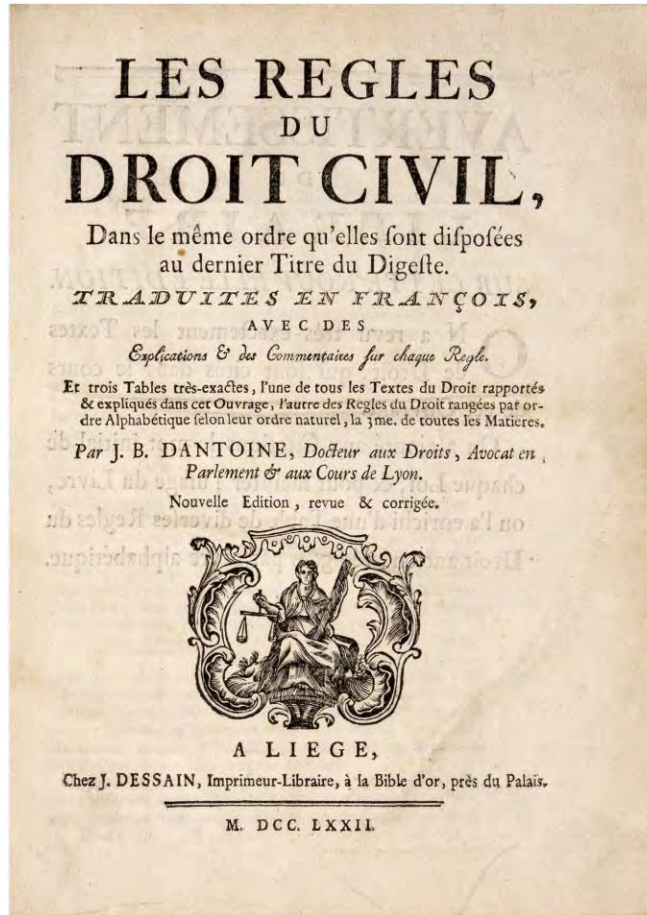 LES REGLES
DU
DROIT CIVIL,
Dans le même ordre qu'elles ſont diſpoſées
au dernier Titre du Digeſte.
TRADUITES EN FRANÇOIS,
AVEC DES
Explications & des Commentaires ſur chaque Regle.
Et trois Tables très-exactes, l'une de tous les Textes du Droit rapportés
& expliqués dans cet Ouvrage, l'autre des Regles du Droit rangées par or-
dre Alphabétique ſelon leur ordre naturel, la 3me. de toutes les Matieres.
Par J. B. DANTOINE, Docteur aux Droits, Avocat en
Parlement & aux Cours de Lyon.
Nouvelle Edition, revue & corrigée.
A LIEGE,
Chez J. DESSAIN, Imprimeur-Libraire, à la Bible d'or, près du Palais.
M. DCC. LXXII.